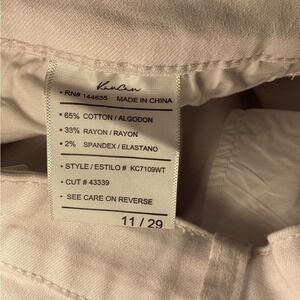 KanCan
• RN# 144635 MADE IN CHINA
• 65% COTTON / ALGODON
• 33% RAYON / RAYON
• 2% SPANDEX / ELASTANO
• STYLE / ESTILO # KC7109WT
• CUT # 43339
• SEE CARE ON REVERSE
11 / 29